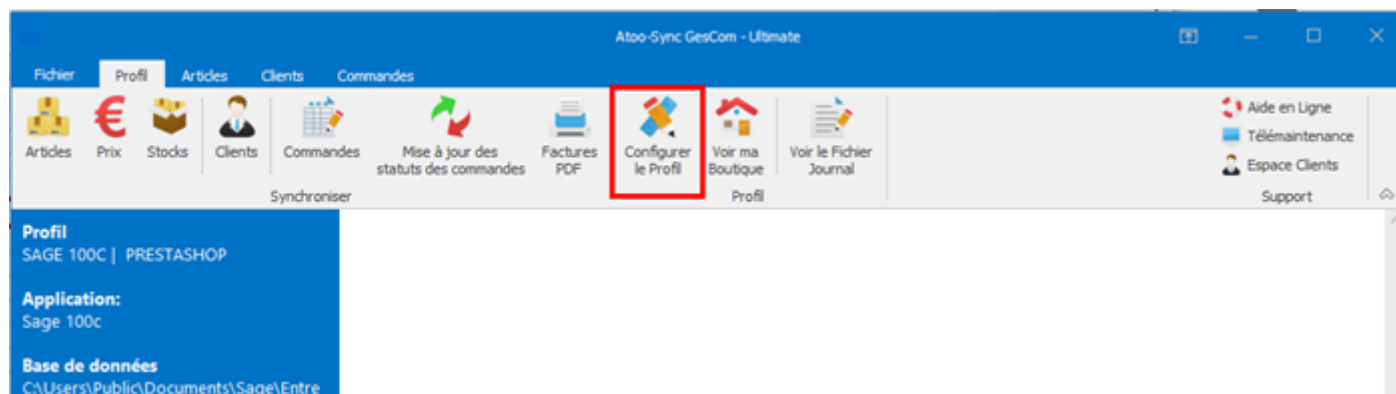 Atoo-Sync GesCom - Ultimate
Fichier Profil Articles Clients Commandes
Articles Prix Stocks Clients Commandes Mise à jour des statuts des commandes Factures PDF Configurer le Profil Voir ma Boutique Voir le Fichier Journal
Aide en Ligne
Télémaintenance
Espace Clients
Synchroniser Profil Support
Profil
SAGE 100C | PRESTASHOP
Application:
Sage 100c
Base de données
C:\Users\Public\Documents\Sage\Entre